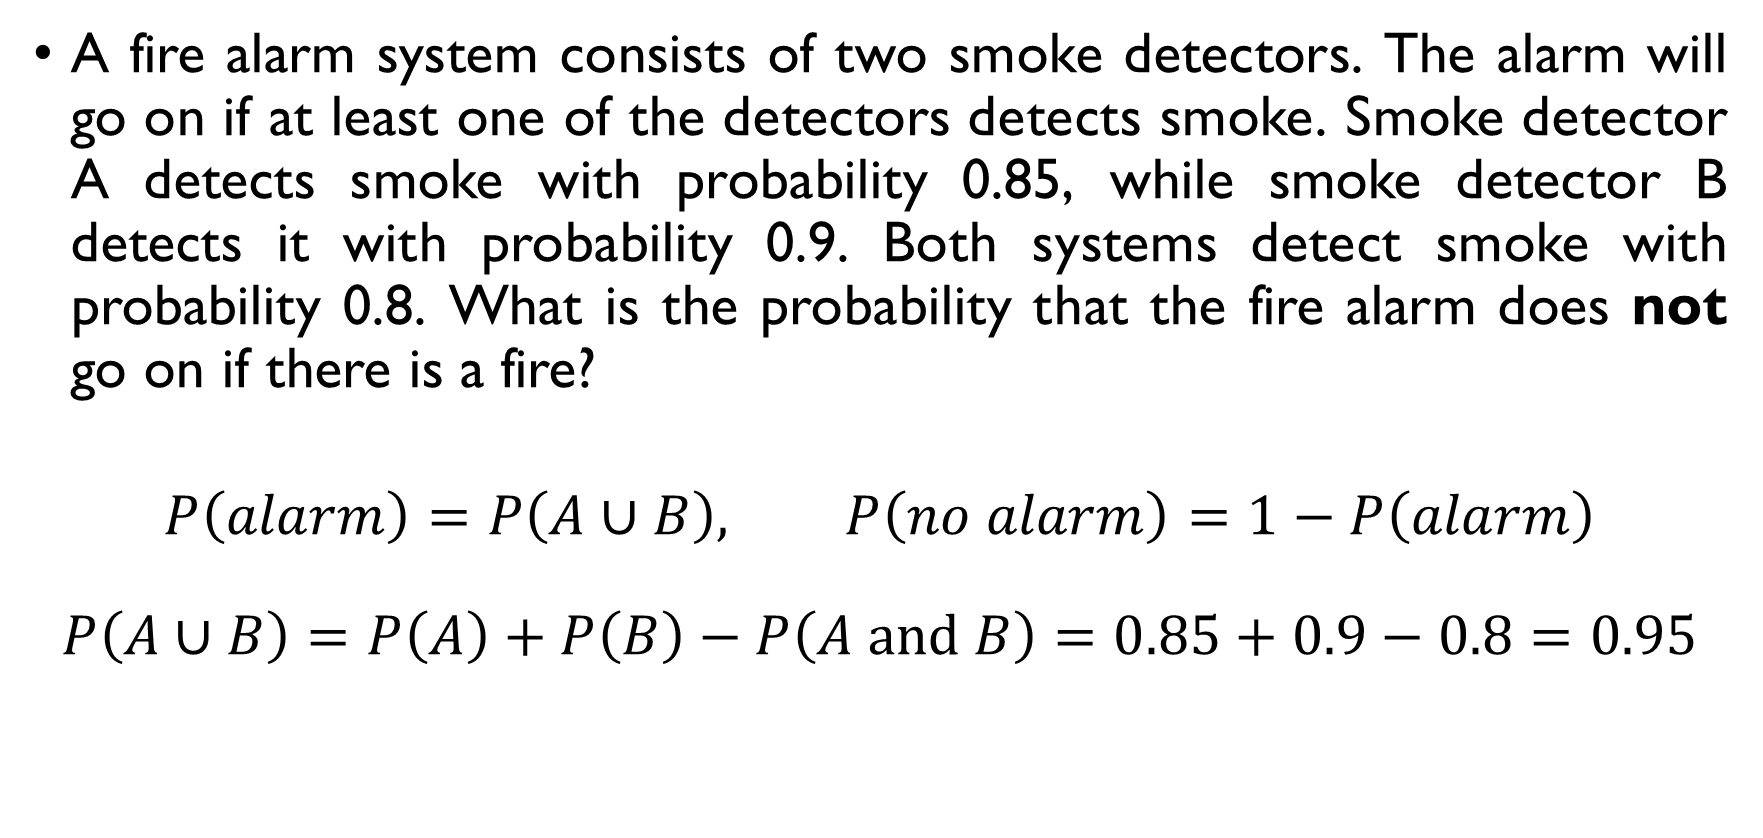 • A fire alarm system consists of two smoke detectors. The alarm will
go on if at least one of the detectors detects smoke. Smoke detector
A detects smoke with probability 0.85, while smoke detector B
detects it with probability 0.9. Both systems detect smoke with
probability 0.8. What is the probability that the fire alarm does not
go on if there is a fire?
P(alarm) = P(A ∪ B), P(no alarm) = 1 − P(alarm)
P(A ∪ B) = P(A) + P(B) − P(A and B) = 0.85 + 0.9 − 0.8 = 0.95